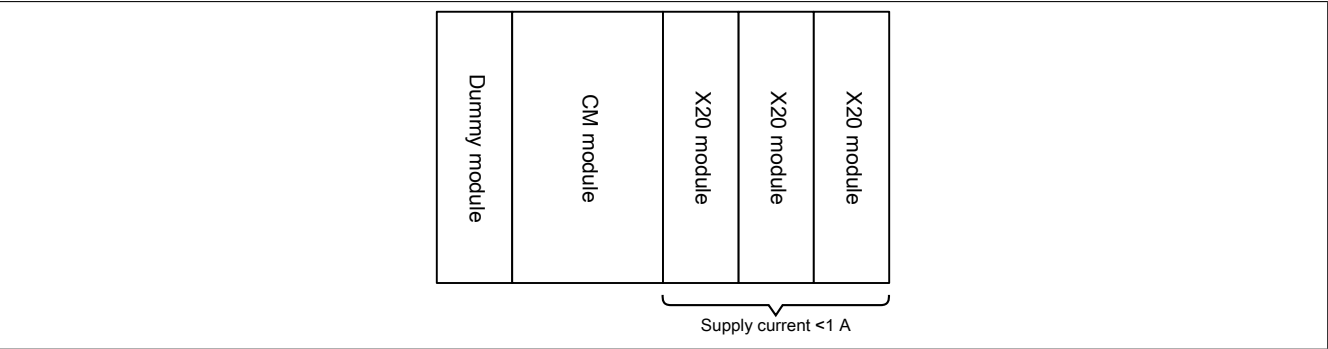 Dummy module
CM module
X20 module
X20 module
X20 module
Supply current <1 A